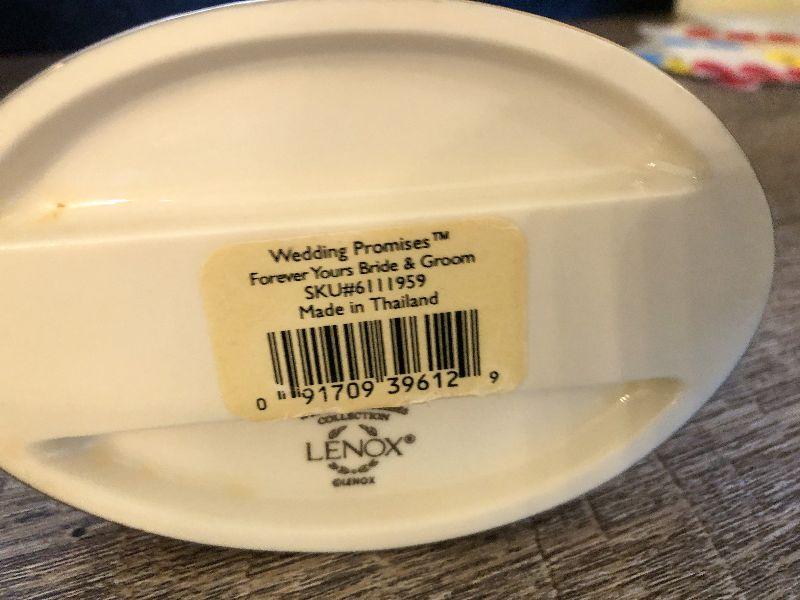 Wedding Promises™
Forever Yours Bride & Groom
SKU#6111959
Made in Thailand
0 91709 39612 9
COLLECTION
LENOX®
©LENOX